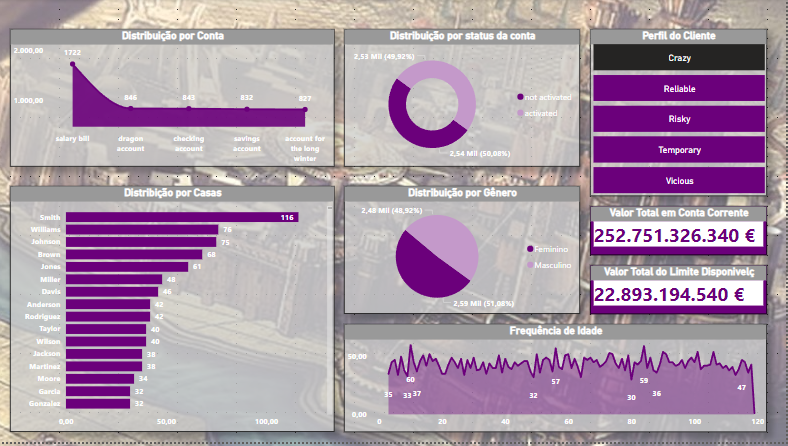 Distribuição por Conta
2.000,00
1.000,00
1722
846
843
832
827
salary bill
dragon account
checking account
savings account
account for the long winter
Distribuição por status da conta
2,53 Mil (49,92%)
2,54 Mil (50,08%)
not activated
activated
Perfil do Cliente
Crazy
Reliable
Risky
Temporary
Vicious
Distribição por Casas
Smith 116
Williams 76
Johnson 75
Brown 68
Jones 61
Miller 48
Davis 46
Anderson 42
Rodriguez 42
Taylor 40
Wilson 40
Jackson 38
Martinez 38
Moore 34
Garcia 32
Gonzales 32
0,00 50,00 100,00
Distribuição por Gênero
2,48 Mil (48,92%)
2,59 Mil (51,08%)
Feminino
Masculino
Valor Total em Conta Corrente
252.751.326.340 €
Valor Total do Limite Disponivelç
22.893.194.540 €
Frequência de Idade
50,00
0,00
35
33
60
37
32
57
30
59
36
47
0 20 40 60 80 100 120